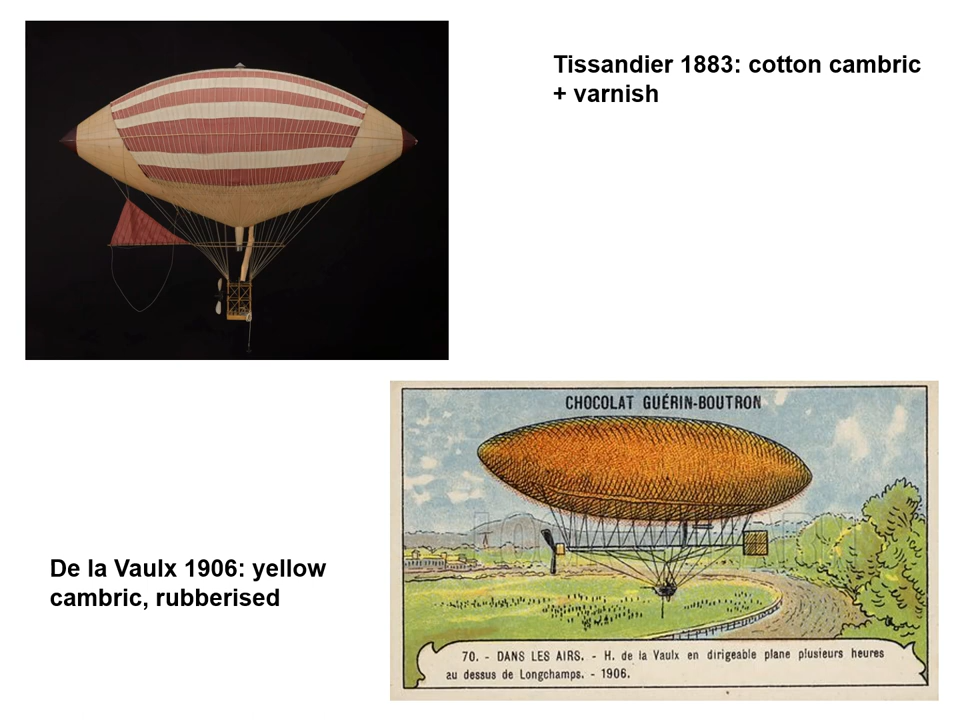 Tissandier 1883: cotton cambric
+ varnish
CHOCOLAT GUÉRIN-BOUTRON
De la Vaulx 1906: yellow
cambric, rubberised
70. - DANS LES AIRS. - H. de la Vaulx en dirigeable plane plusieurs heures
au dessus de Longchamps. - 1906.